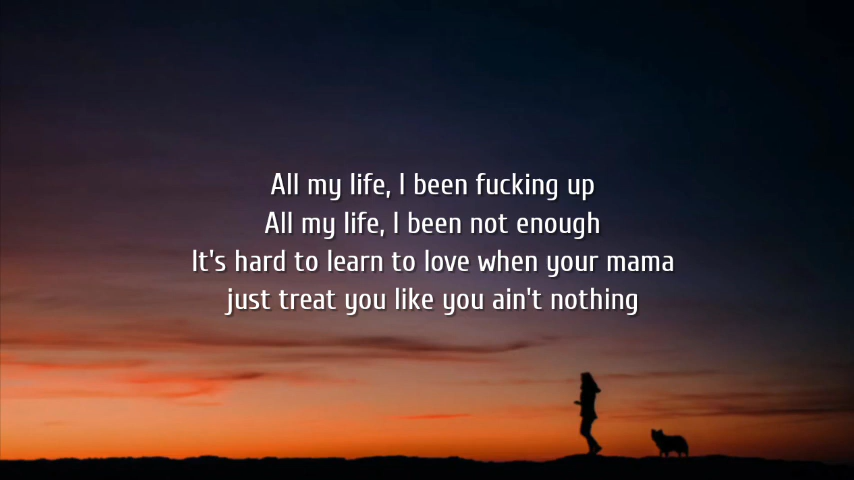 All my life, I been fucking up
All my life, I been not enough
It's hard to learn to love when your mama
just treat you like you ain't nothing